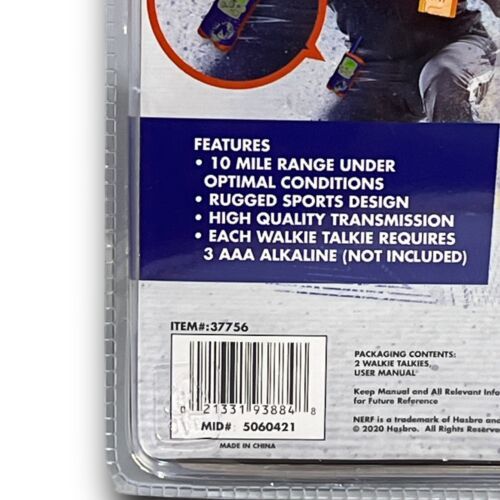 FEATURES
• 10 MILE RANGE UNDER
OPTIMAL CONDITIONS
• RUGGED SPORTS DESIGN
• HIGH QUALITY TRANSMISSION
• EACH WALKIE TALKIE REQUIRES
3 AAA ALKALINE (NOT INCLUDED)
ITEM#:37756
0 21331 93884 8
MID# 5060421
MADE IN CHINA
PACKAGING CONTENTS:
2 WALKIE TALKIES,
USER MANUAL
Keep Manual and All Relevant Info
for Future Reference
NERF is a trademark of Hasbro and
© 2020 Hasbro. All Rights Reserv